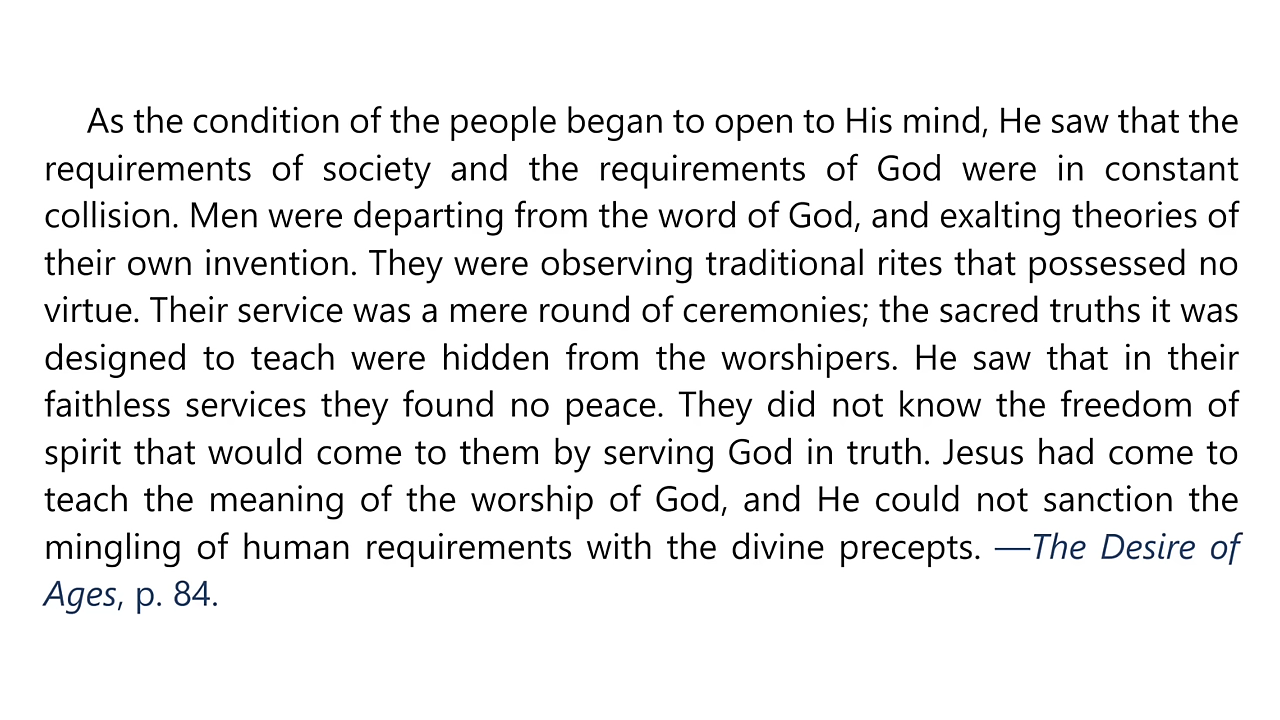 As the condition of the people began to open to His mind, He saw that the
requirements of society and the requirements of God were in constant
collision. Men were departing from the word of God, and exalting theories of
their own invention. They were observing traditional rites that possessed no
virtue. Their service was a mere round of ceremonies; the sacred truths it was
designed to teach were hidden from the worshipers. He saw that in their
faithless services they found no peace. They did not know the freedom of
spirit that would come to them by serving God in truth. Jesus had come to
teach the meaning of the worship of God, and He could not sanction the
mingling of human requirements with the divine precepts. —The Desire of
Ages, p. 84.